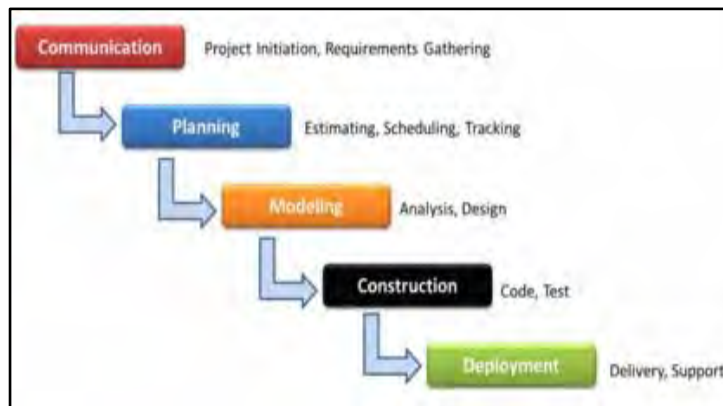 Communication Project Initiation, Requirements Gathering
Planning Estimating, Scheduling, Tracking
Modeling Analysis, Design
Construction Code, Test
Deployment Delivery, Support